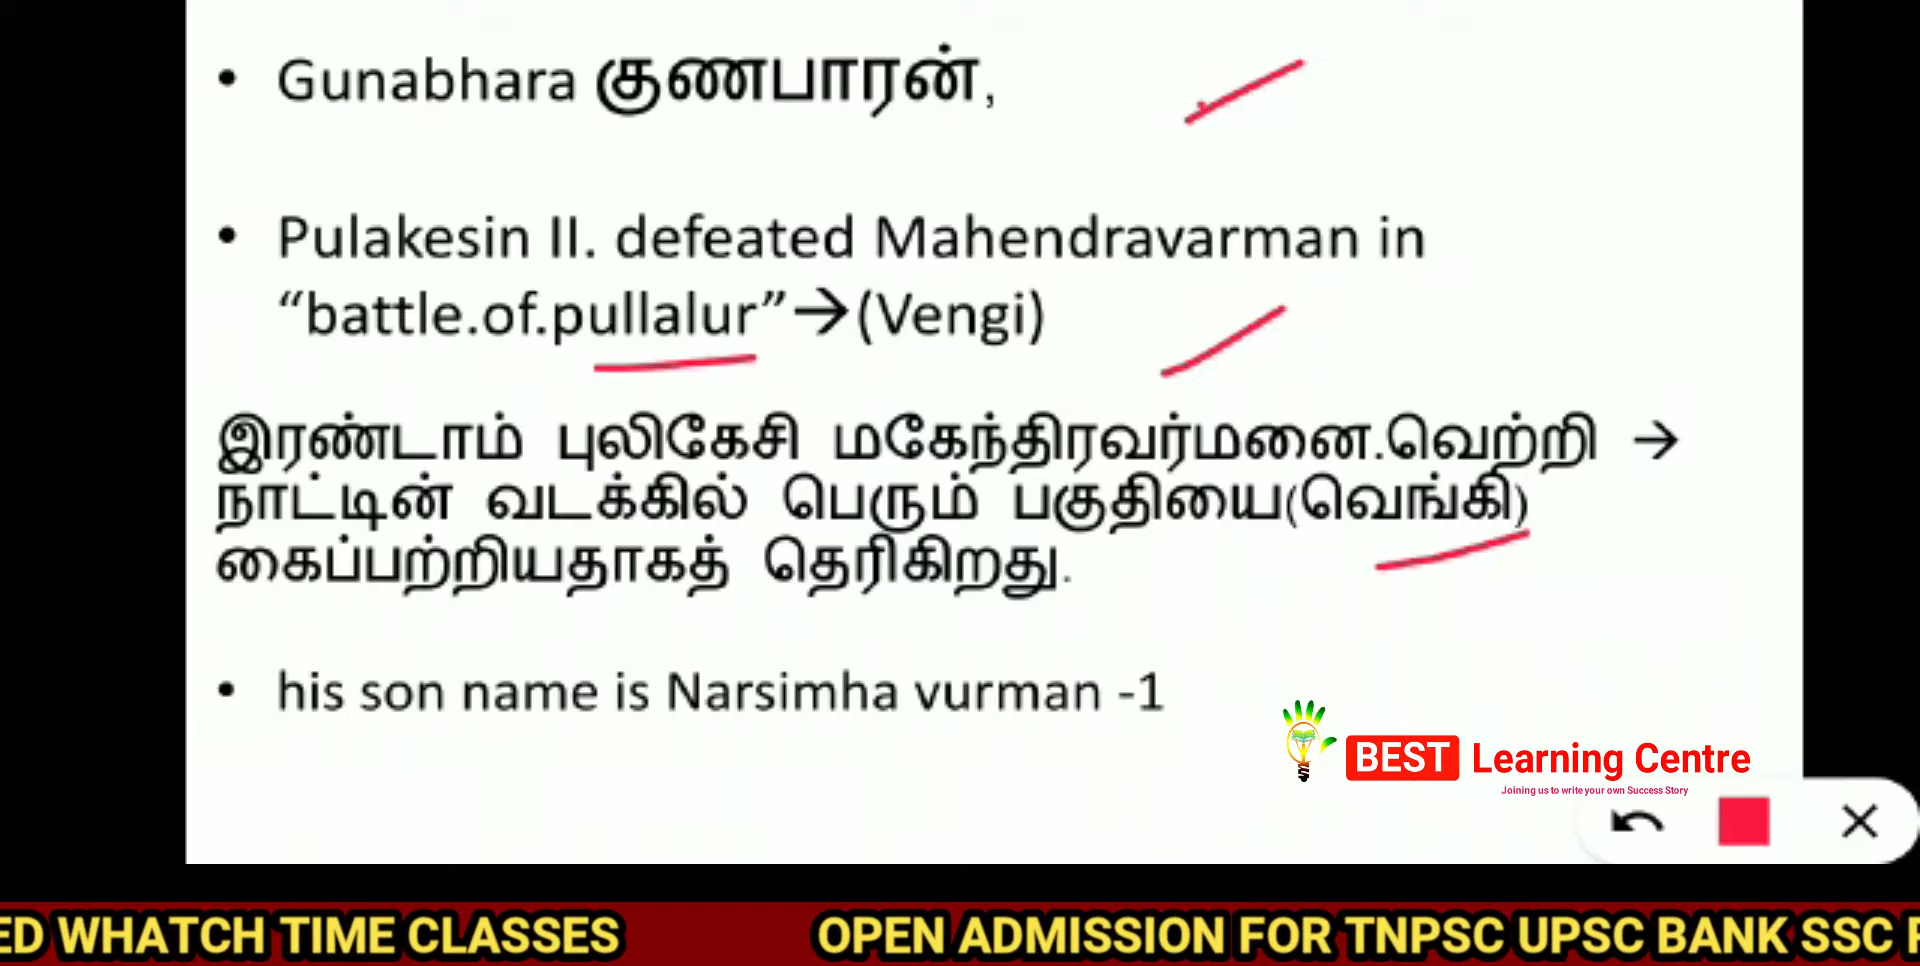 • Gunabhara குணபாரன்,
• Pulakesin II. defeated Mahendravarman in
“battle.of.pullalur”→(Vengi)
இரண்டாம் புலிகேசி மகேந்திரவர்மனை.வெற்றி →
நாட்டின் வடக்கில் பெரும் பகுதியை(வெங்கி)
கைப்பற்றியதாகத் தெரிகிறது.
• his son name is Narsimha vurman -1
BEST Learning Centre
Joining us to write your own Success Story
ED WHATCH TIME CLASSES OPEN ADMISSION FOR TNPSC UPSC BANK SSC